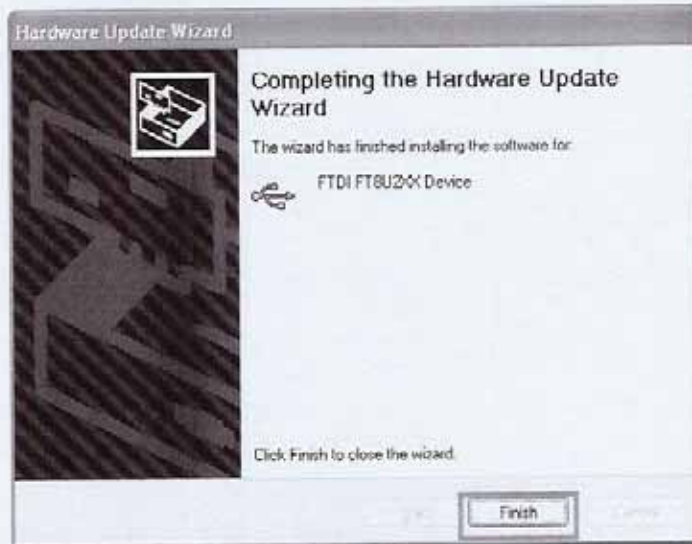 Hardware Update Wizard
Completing the Hardware Update
Wizard
The wizard has finished installing the software for:
FTDI FT8U2XX Device
Click Finish to close the wizard.
Finish